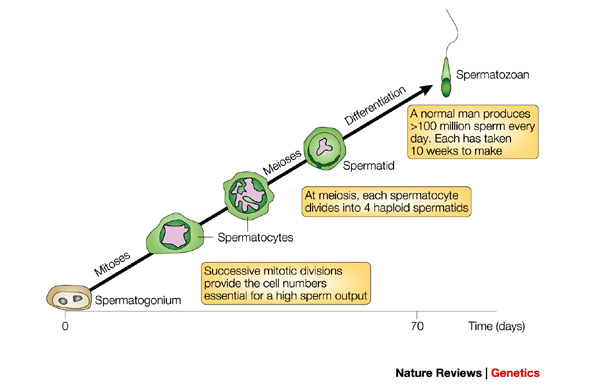 Spermatozoan
Differentiation
A normal man produces
>100 million sperm every
day. Each has taken
10 weeks to make
Meioses
Spermatid
At meiosis, each spermatocyte
divides into 4 haploid spermatids
Spermatocytes
Mitoses
Successive mitotic divisions
provide the cell numbers
essential for a high sperm output
Spermatogonium
0
70
Time (days)
Nature Reviews | Genetics